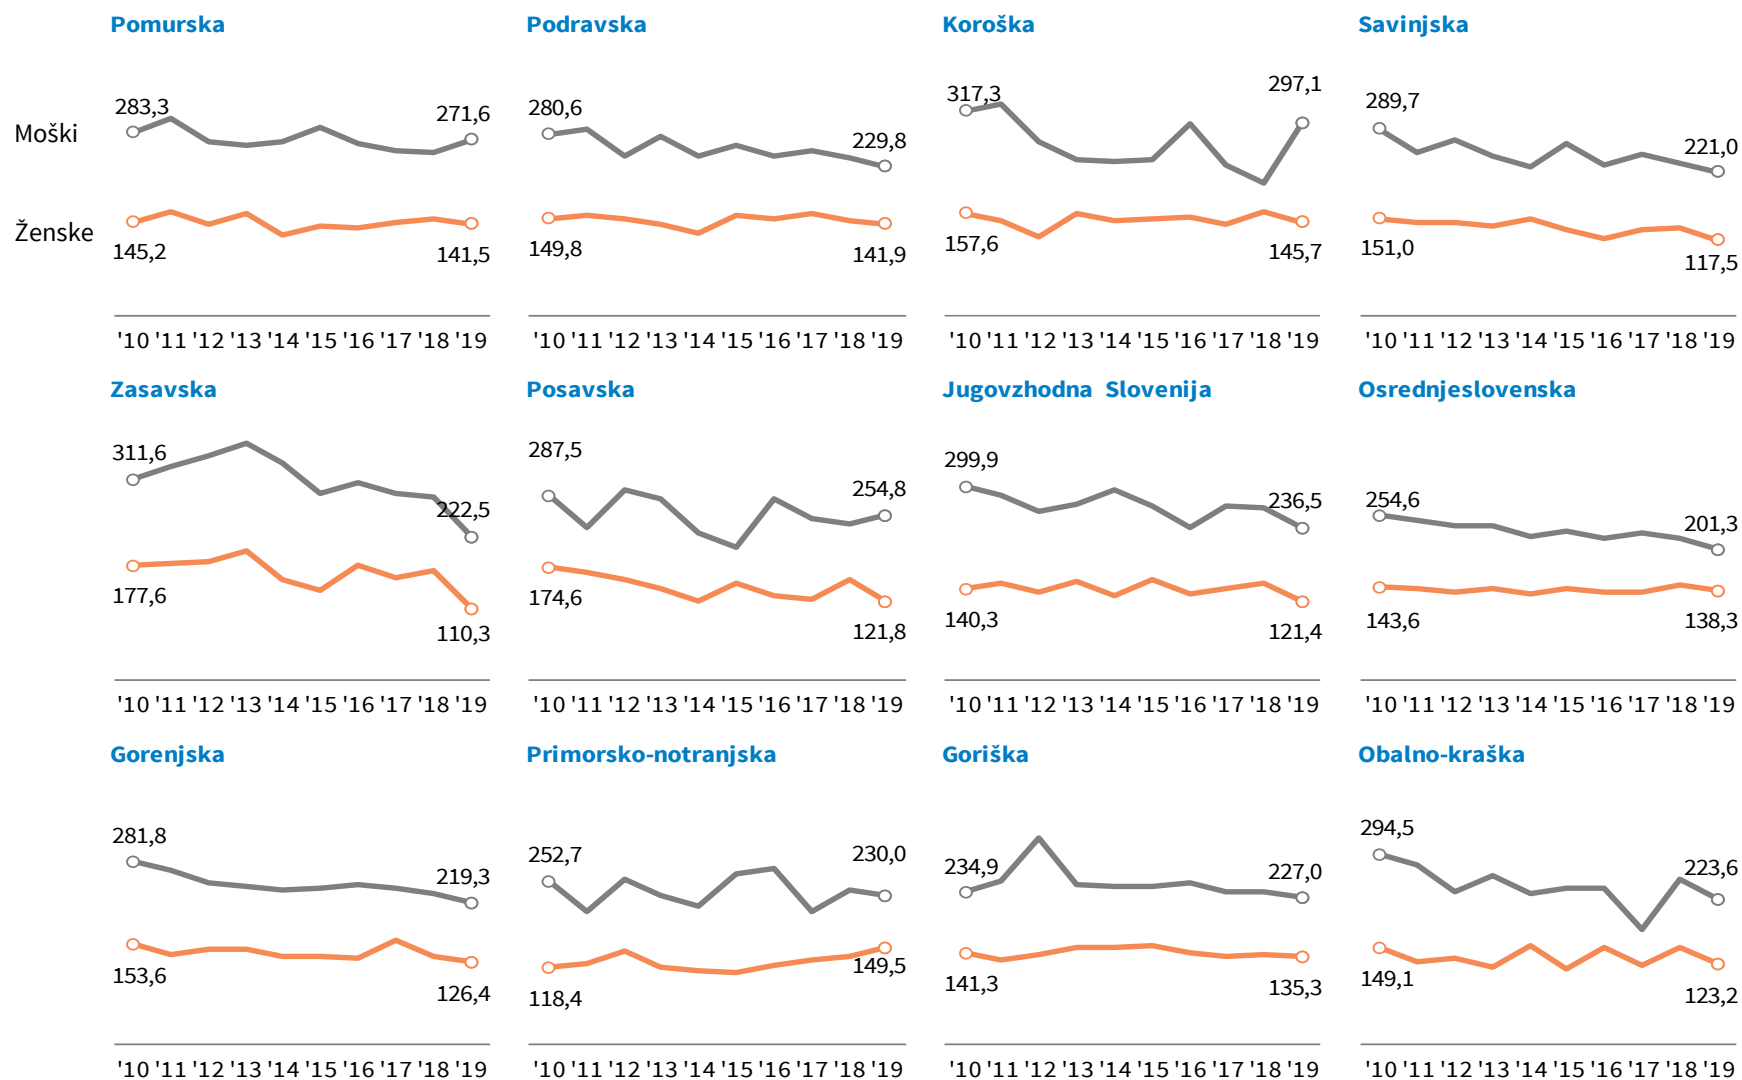 Pomurska
Podravska
Koroška
Savinjska
Moški
Ženske
283,3
271,6
145,2
141,5
280,6
229,8
149,8
141,9
317,3
297,1
157,6
145,7
289,7
221,0
151,0
117,5
'10 '11 '12 '13 '14 '15 '16 '17 '18 '19
'10 '11 '12 '13 '14 '15 '16 '17 '18 '19
'10 '11 '12 '13 '14 '15 '16 '17 '18 '19
'10 '11 '12 '13 '14 '15 '16 '17 '18 '19
Zasavska
Posavska
Jugovzhodna Slovenija
Osrednjeslovenska
311,6
222,5
177,6
110,3
287,5
254,8
174,6
121,8
299,9
236,5
140,3
121,4
254,6
201,3
143,6
138,3
'10 '11 '12 '13 '14 '15 '16 '17 '18 '19
'10 '11 '12 '13 '14 '15 '16 '17 '18 '19
'10 '11 '12 '13 '14 '15 '16 '17 '18 '19
'10 '11 '12 '13 '14 '15 '16 '17 '18 '19
Gorenjska
Primorsko-notranjska
Goriška
Obalno-kraška
281,8
219,3
153,6
126,4
252,7
230,0
118,4
149,5
234,9
227,0
141,3
135,3
294,5
223,6
149,1
123,2
'10 '11 '12 '13 '14 '15 '16 '17 '18 '19
'10 '11 '12 '13 '14 '15 '16 '17 '18 '19
'10 '11 '12 '13 '14 '15 '16 '17 '18 '19
'10 '11 '12 '13 '14 '15 '16 '17 '18 '19